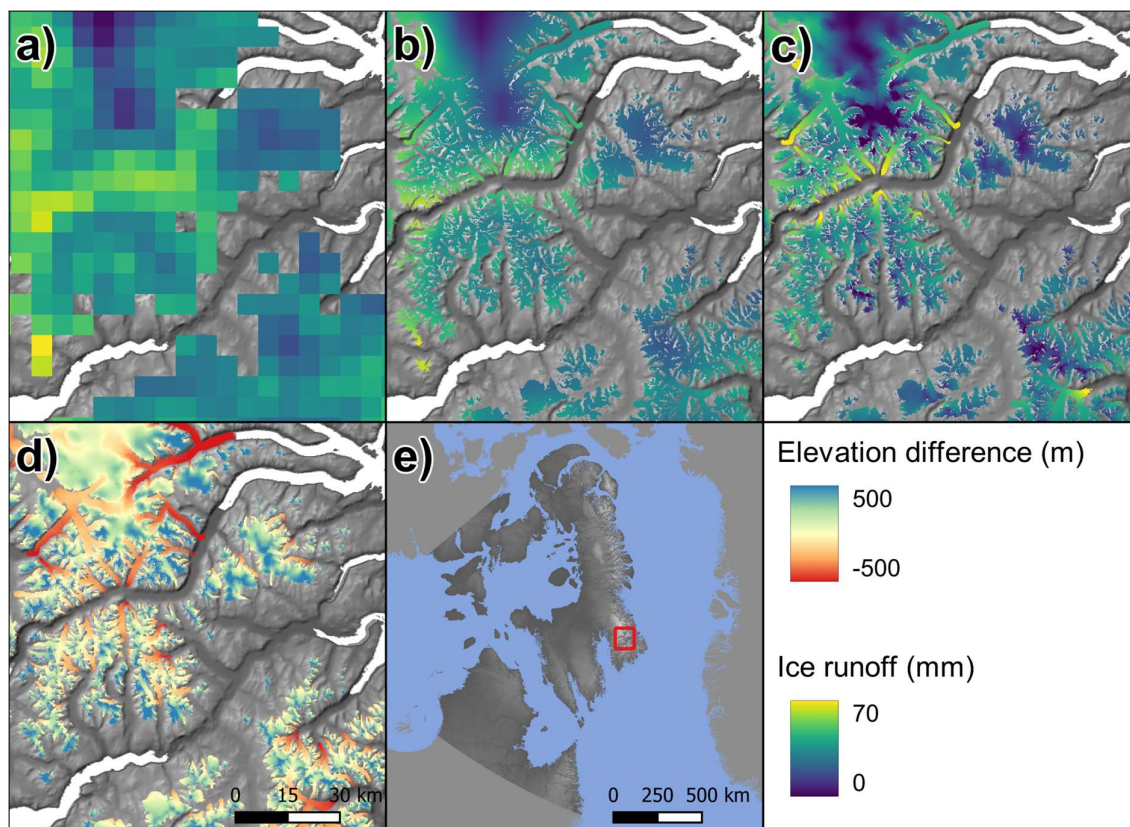 a)
b)
c)
d)
e)
Elevation difference (m)
500
-500
Ice runoff (mm)
70
0
0 15 30 km
0 250 500 km